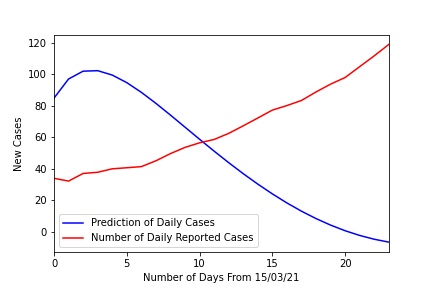 120
100
80
60
40
20
0
New Cases
Prediction of Daily Cases
Number of Daily Reported Cases
0 5 10 15 20
Number of Days From 15/03/21